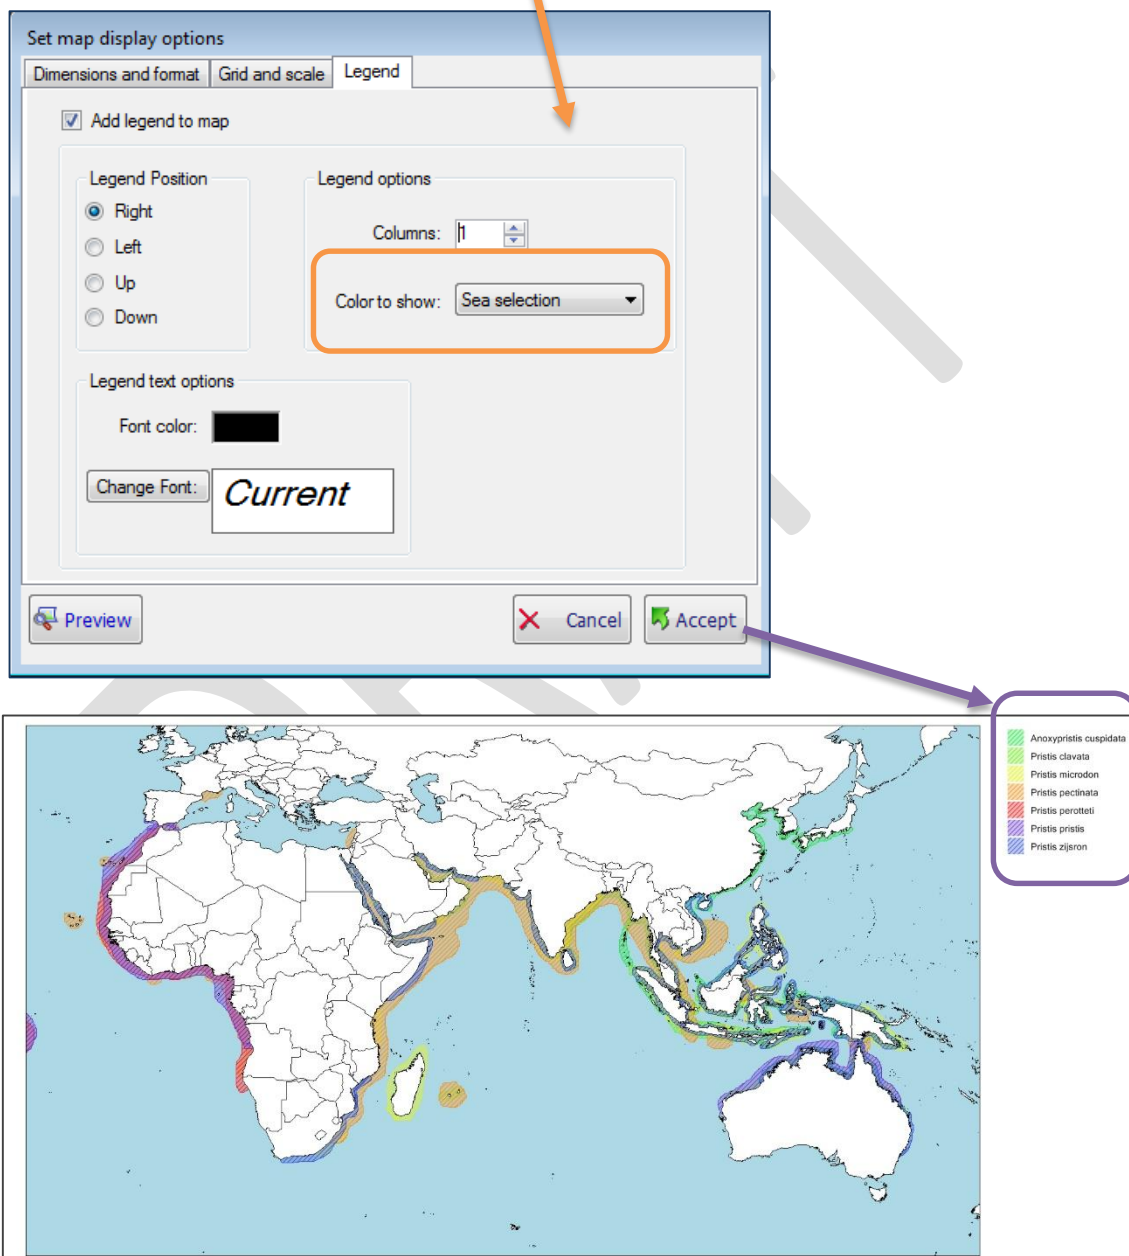 Set map display options
Dimensions and format Grid and scale Legend
Add legend to map
Legend Position
Right
Left
Up
Down
Legend options
Columns: 1
Color to show: Sea selection
Legend text options
Font color:
Change Font: Current
Preview Cancel Accept
Anoxypristis cuspidata
Pristis clavata
Pristis microdon
Pristis pectinata
Pristis perotteti
Pristis pristis
Pristis zijsron